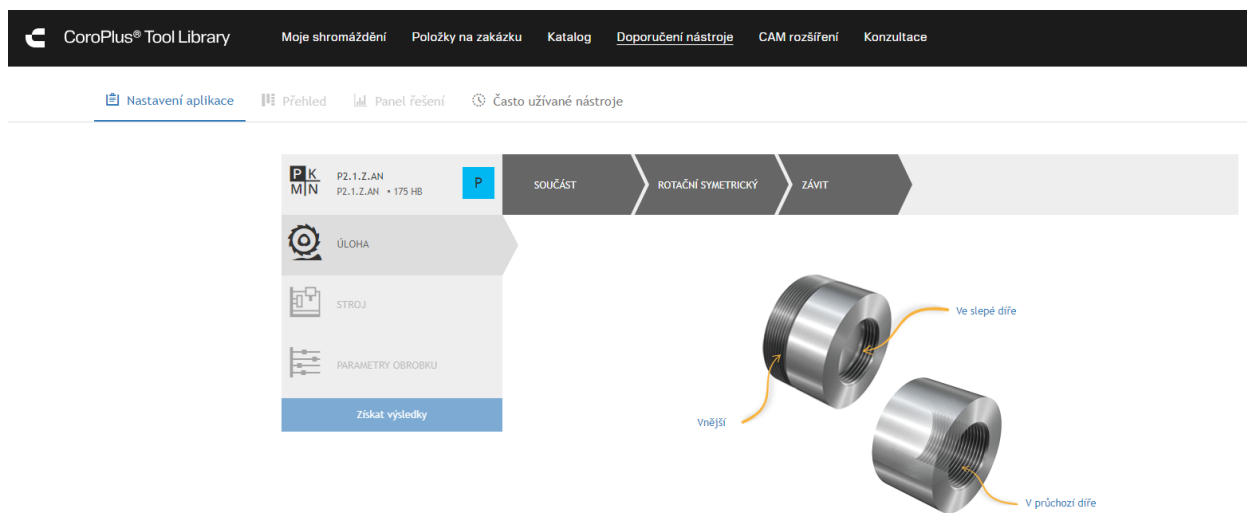 CoroPlus® Tool Library
Moje shromáždění Položky na zakázku Katalog Doporučení nástroje CAM rozšíření Konzultace
Nastavení aplikace Přehled Panel řešení Často užívané nástroje
P K
M N
P2.1.Z.AN
P2.1.Z.AN • 175 HB
P
SOUČÁST ROTAČNÍ SYMETRICKÝ ZÁVIT
ÚLOHA
STROJ
PARAMETRY OBROBKU
Získat výsledky
Ve slepé díře
Vnější
V průchozí díře